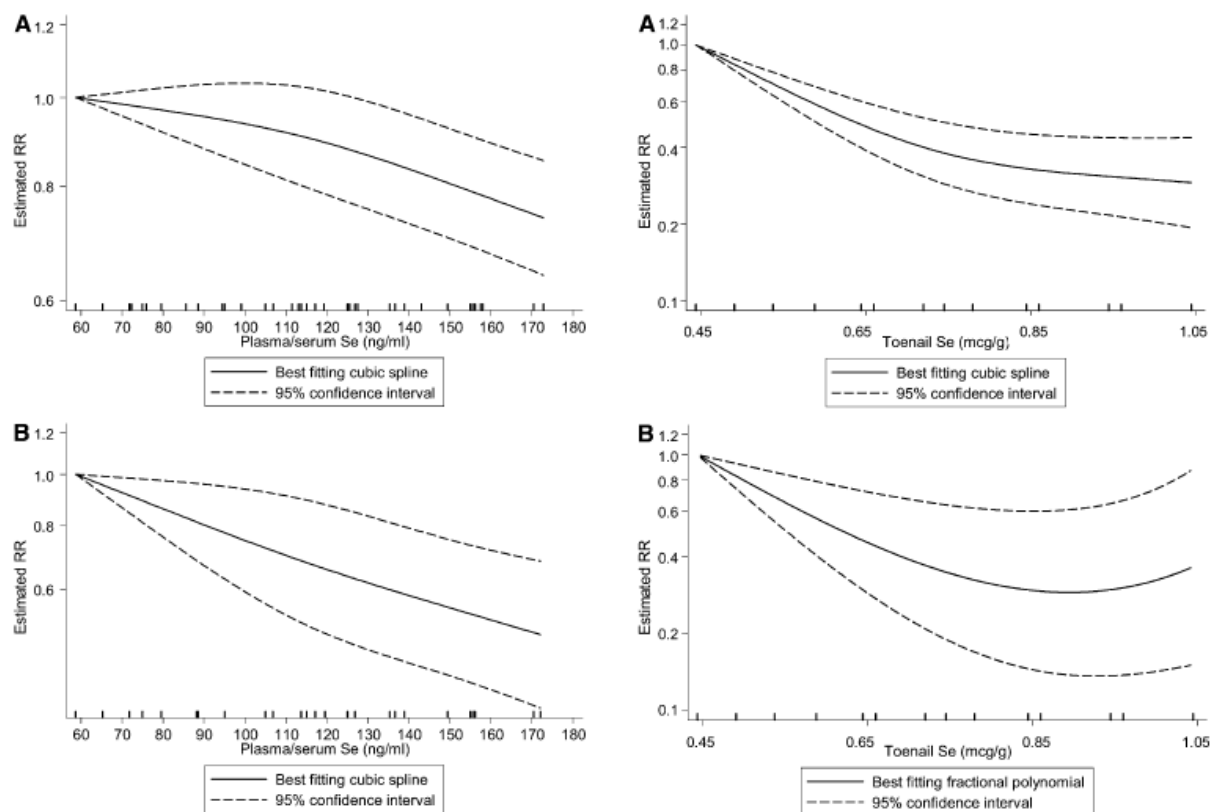 A
1.2
1.0
0.8
0.6
Estimated RR
60 70 80 90 100 110 120 130 140 150 160 170 180
Plasma/serum Se (ng/ml)
Best fitting cubic spline
95% confidence interval
A
1.2
1.0
0.8
0.6
0.4
0.2
0.1
Estimated RR
0.45 0.65 0.85 1.05
Toenail Se (mcg/g)
Best fitting cubic spline
95% confidence interval
B
1.2
1.0
0.8
0.6
Estimated RR
60 70 80 90 100 110 120 130 140 150 160 170 180
Plasma/serum Se (ng/ml)
Best fitting cubic spline
95% confidence interval
B
1.2
1.0
0.8
0.6
0.4
0.2
0.1
Estimated RR
0.45 0.65 0.85 1.05
Toenail Se (mcg/g)
Best fitting fractional polynomial
95% confidence interval